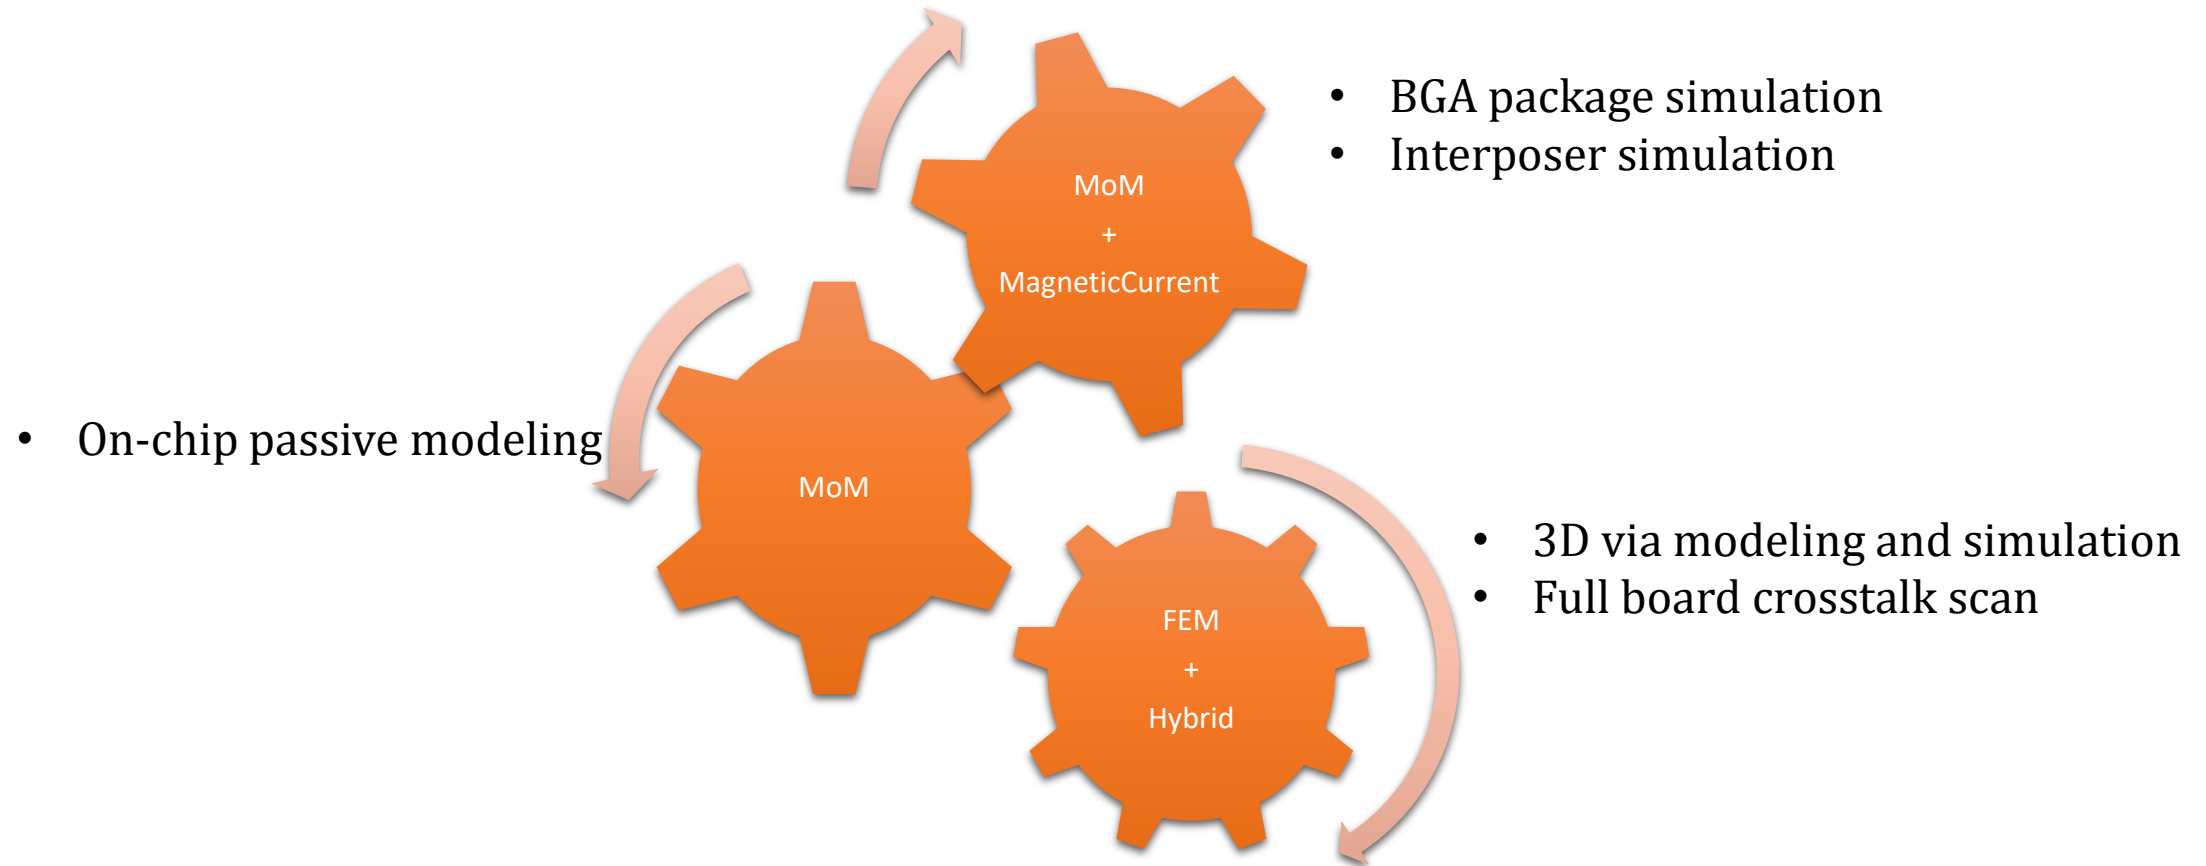 • BGA package simulation
• Interposer simulation
MoM
+
MagneticCurrent
• On-chip passive modeling
MoM
• 3D via modeling and simulation
• Full board crosstalk scan
FEM
+
Hybrid